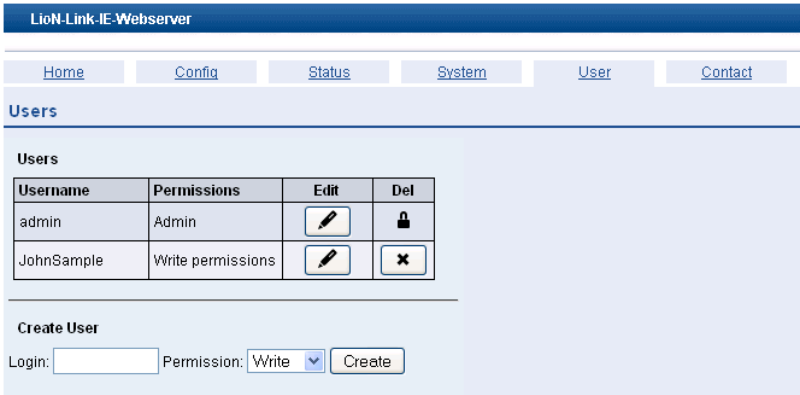 LioN-Link-IE-Webserver
Home Config Status System User Contact
Users
Users
Username Permissions Edit Del
admin Admin
JohnSample Write permissions
Create User
Login: Permission: Write Create